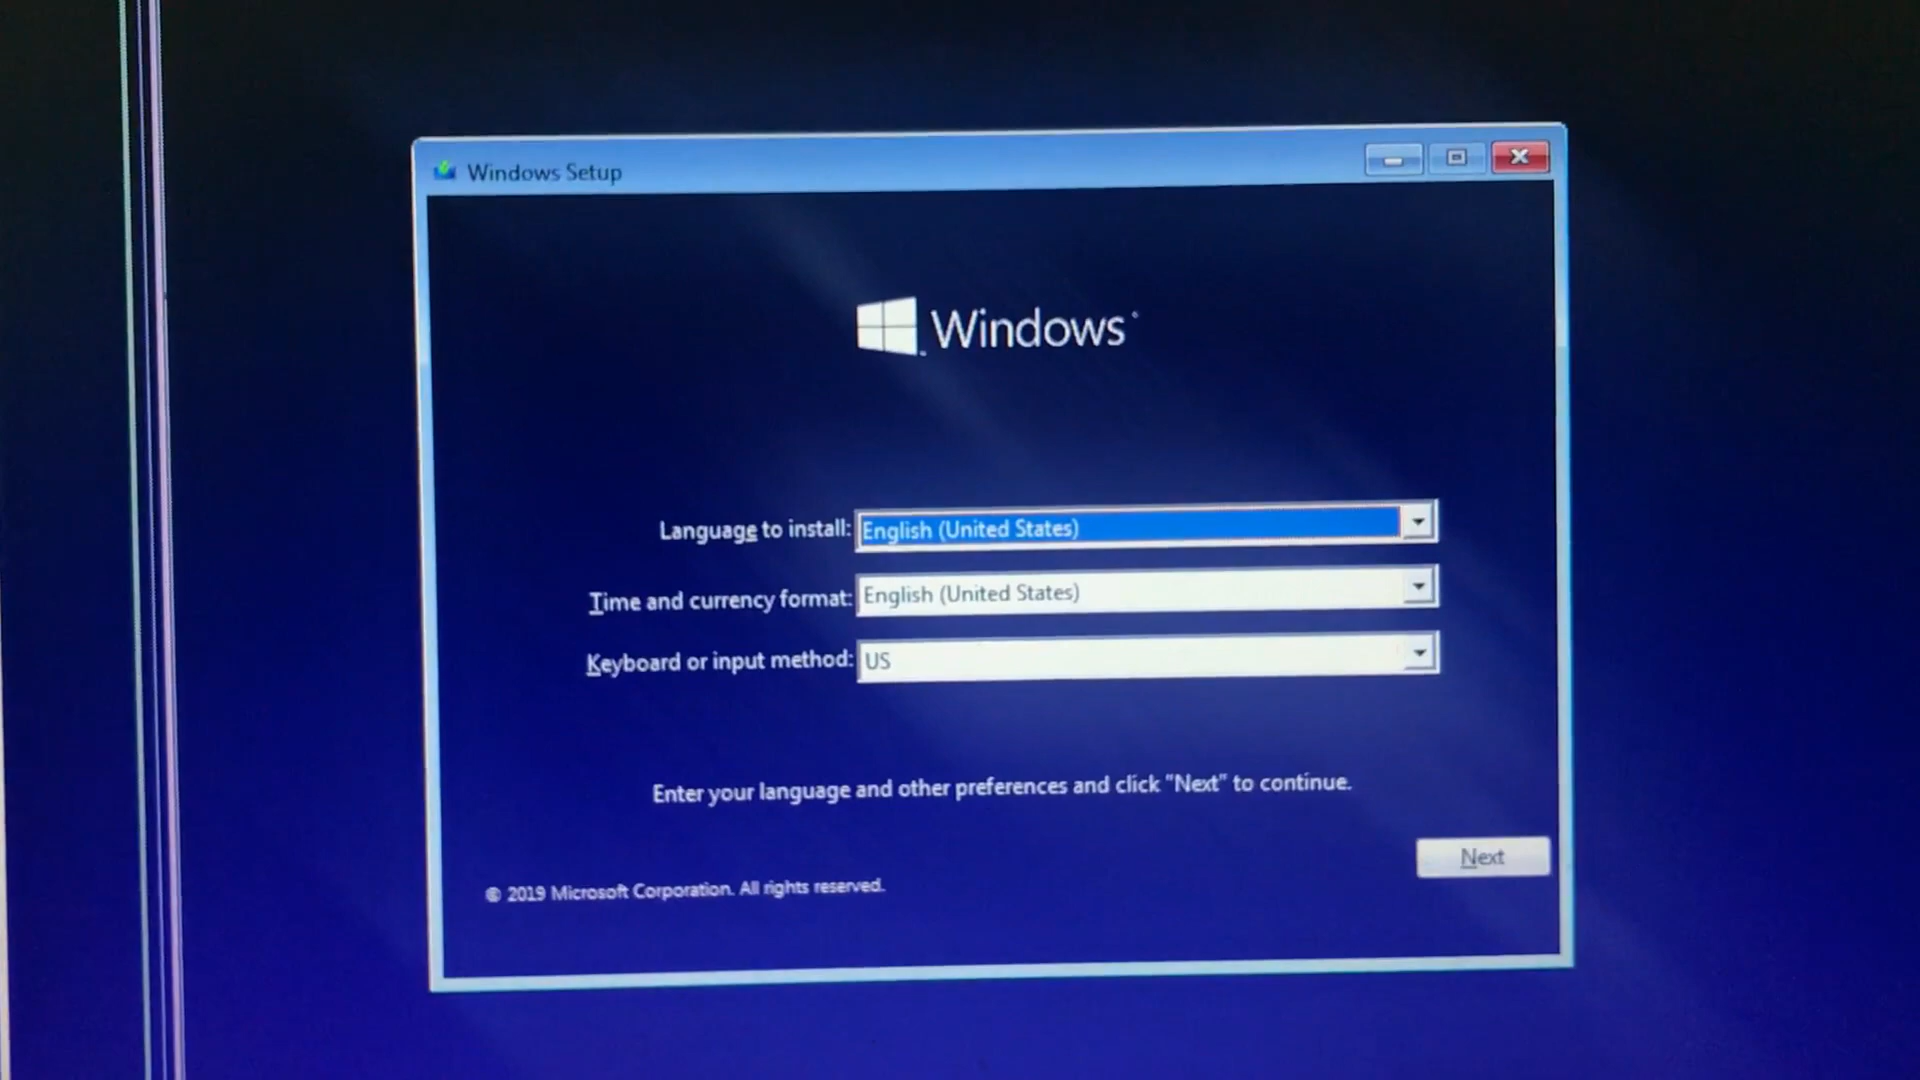 Windows Setup
Windows
Language to install: English (United States)
Time and currency format: English (United States)
Keyboard or input method: US
Enter your language and other preferences and click "Next" to continue.
Next
© 2019 Microsoft Corporation. All rights reserved.